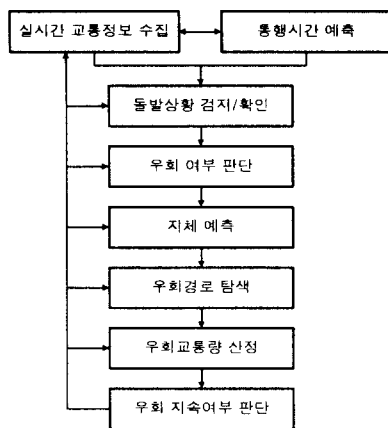 실시간 교통정보 수집
통행시간 예측
돌발상황 검지/확인
우회 여부 판단
지체 예측
우회경로 탐색
우회교통량 산정
우회 지속여부 판단